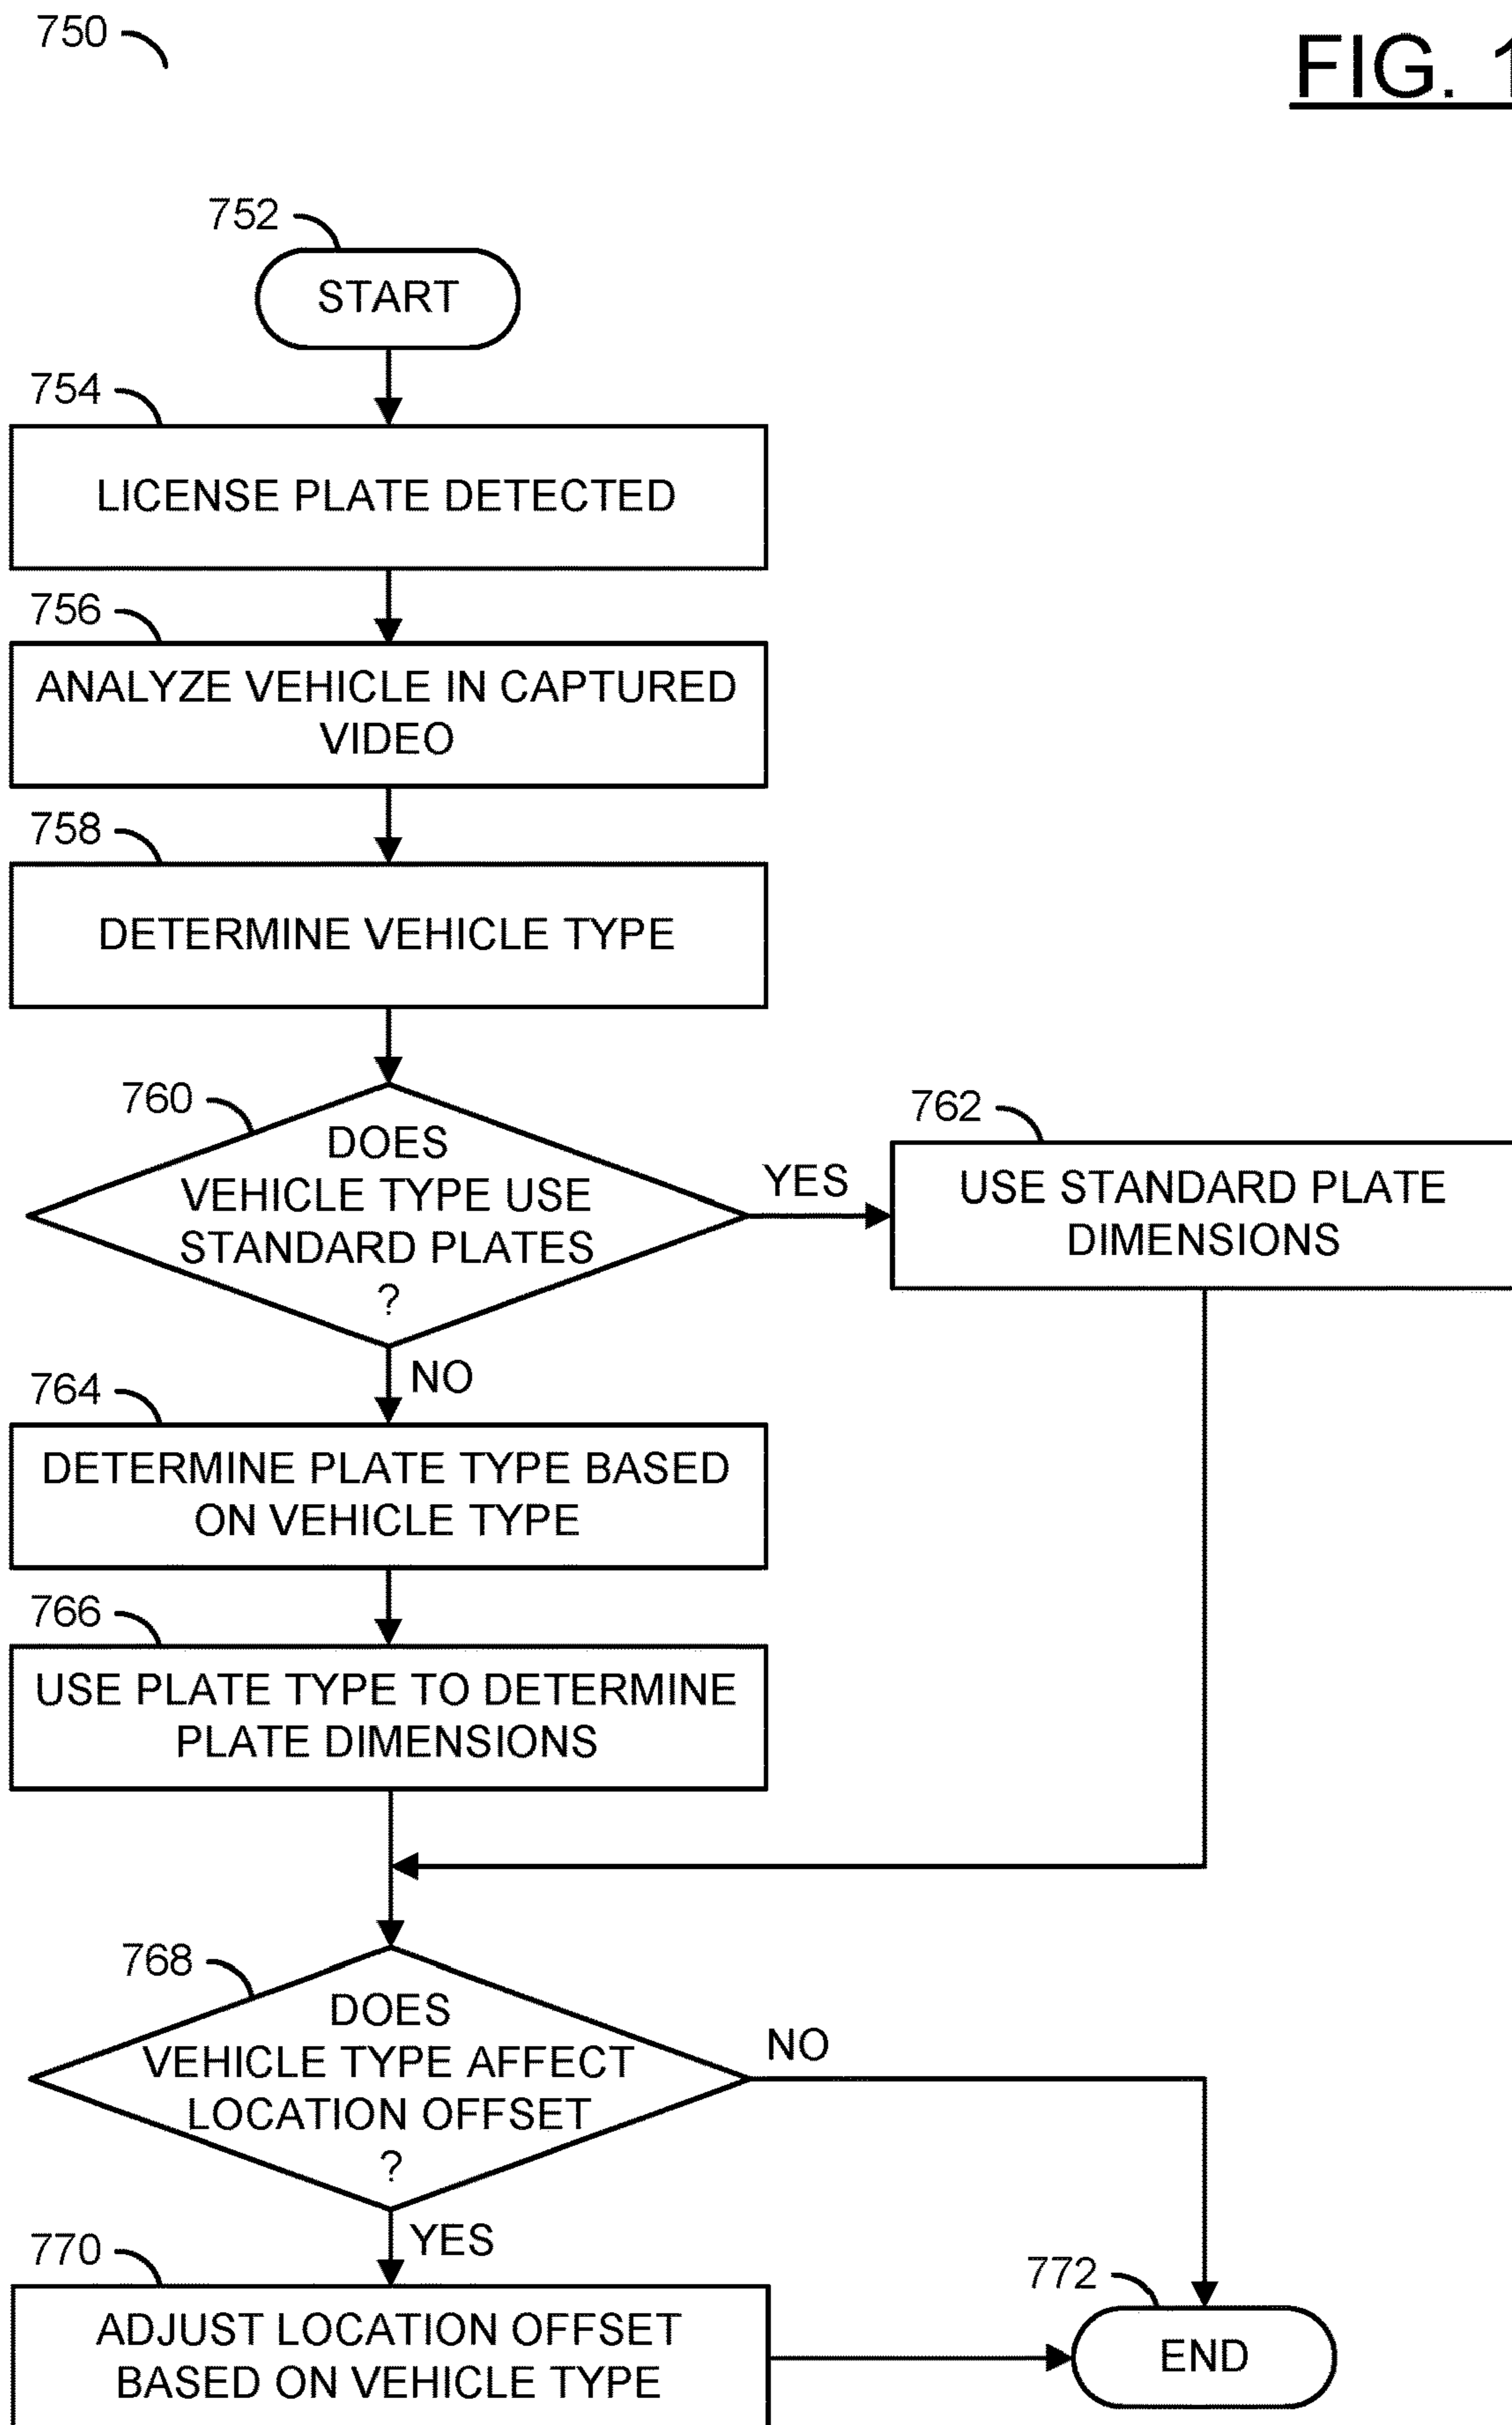 750
FIG. 1
752
START
754
LICENSE PLATE DETECTED
756
ANALYZE VEHICLE IN CAPTURED
VIDEO
758
DETERMINE VEHICLE TYPE
760
DOES
VEHICLE TYPE USE
STANDARD PLATES
?
YES
762
USE STANDARD PLATE
DIMENSIONS
NO
764
DETERMINE PLATE TYPE BASED
ON VEHICLE TYPE
766
USE PLATE TYPE TO DETERMINE
PLATE DIMENSIONS
768
DOES
VEHICLE TYPE AFFECT
LOCATION OFFSET
?
NO
YES
770
ADJUST LOCATION OFFSET
BASED ON VEHICLE TYPE
772
END